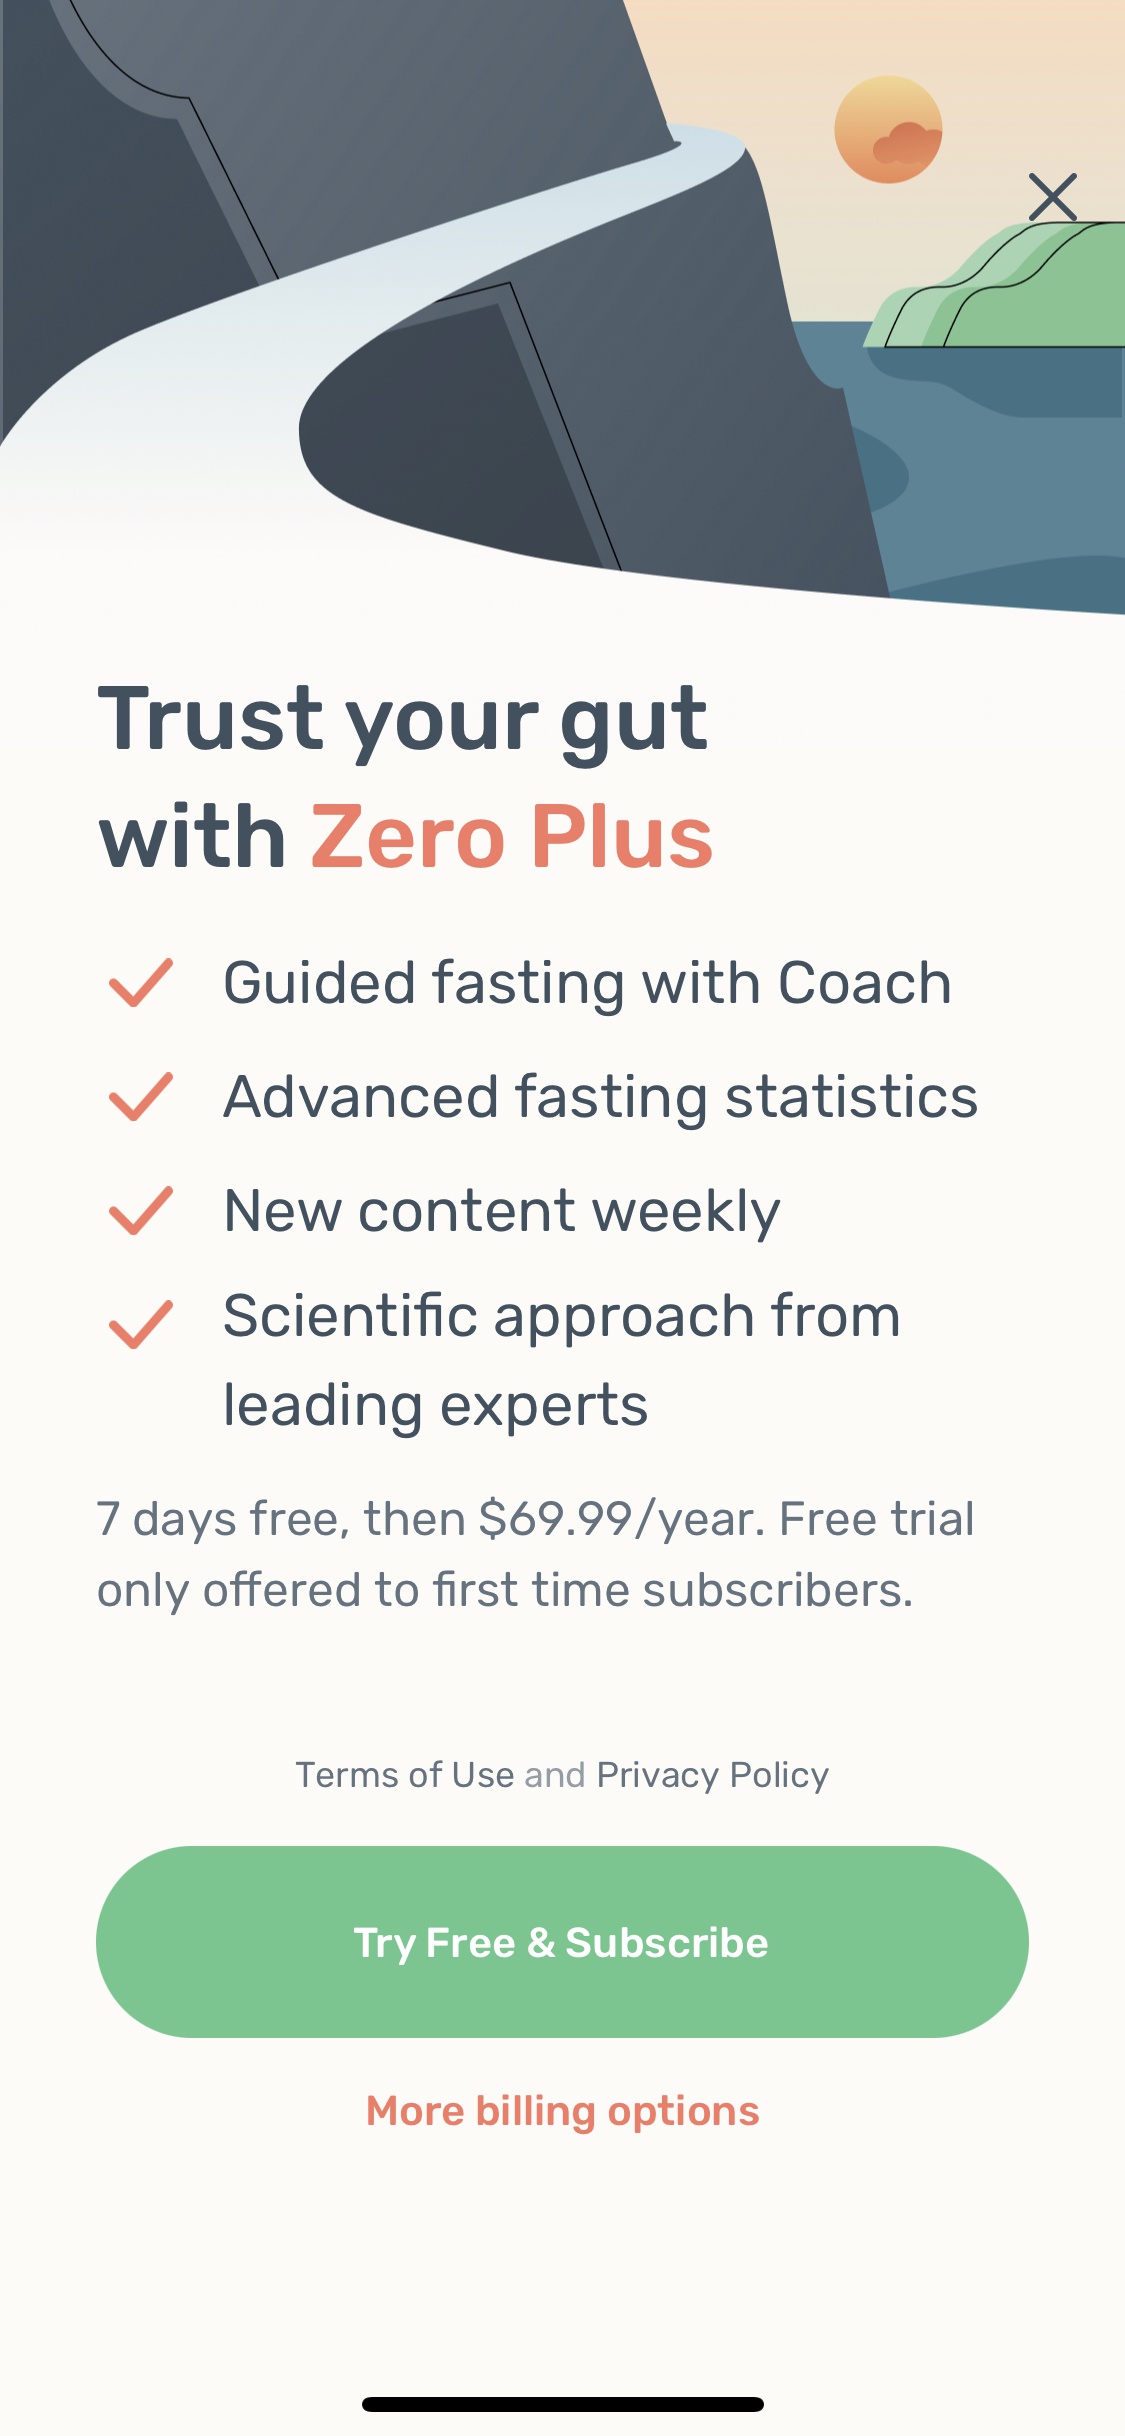 Trust your gut
with Zero Plus
Guided fasting with Coach
Advanced fasting statistics
New content weekly
Scientific approach from
leading experts
7 days free, then $69.99/year. Free trial
only offered to first time subscribers.
Terms of Use and Privacy Policy
Try Free & Subscribe
More billing options